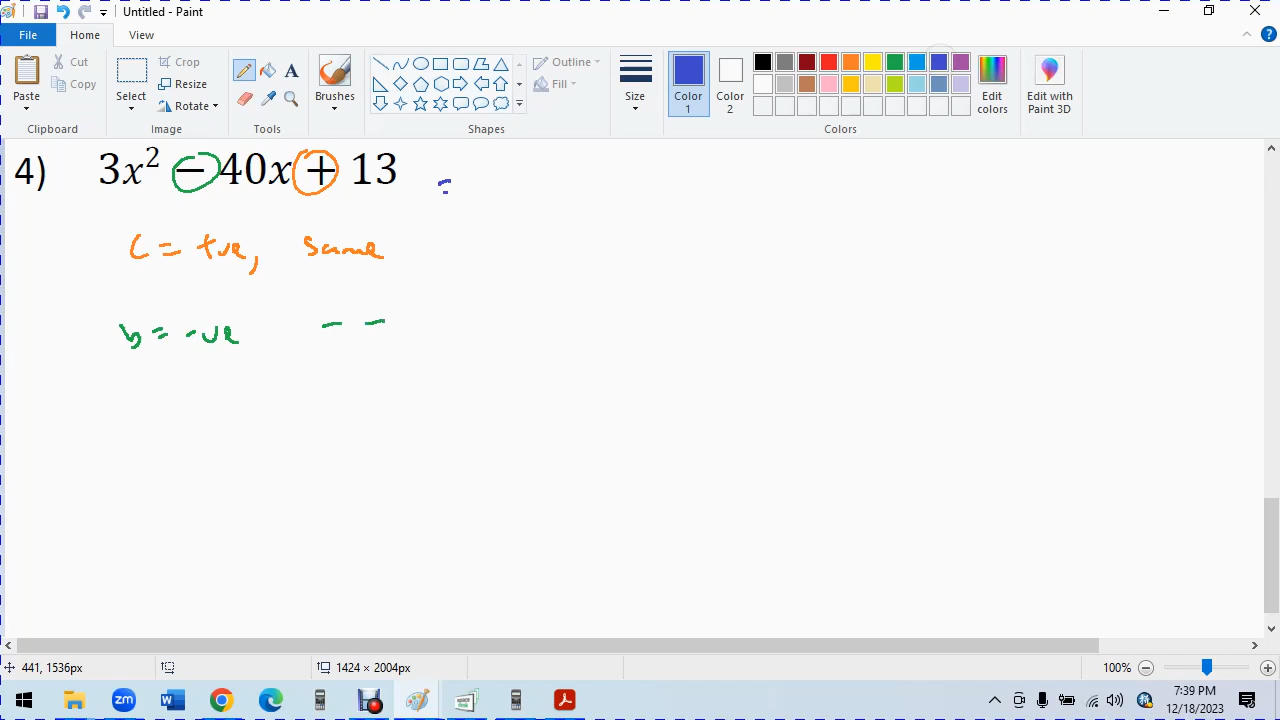 Untitled - Paint
File Home View
Paste Cut Copy
Select Crop Resize Rotate
Brushes
Outline
Fill
Size
Color 1
Color 2
Edit colors
Edit with Paint 3D
Clipboard Image Tools Shapes Colors
4) 3x² − 40x + 13 =
C = +ve, same
b = -ve - -
441, 1536px 1424 × 2004px 100%
7:39 PM
12/18/2023